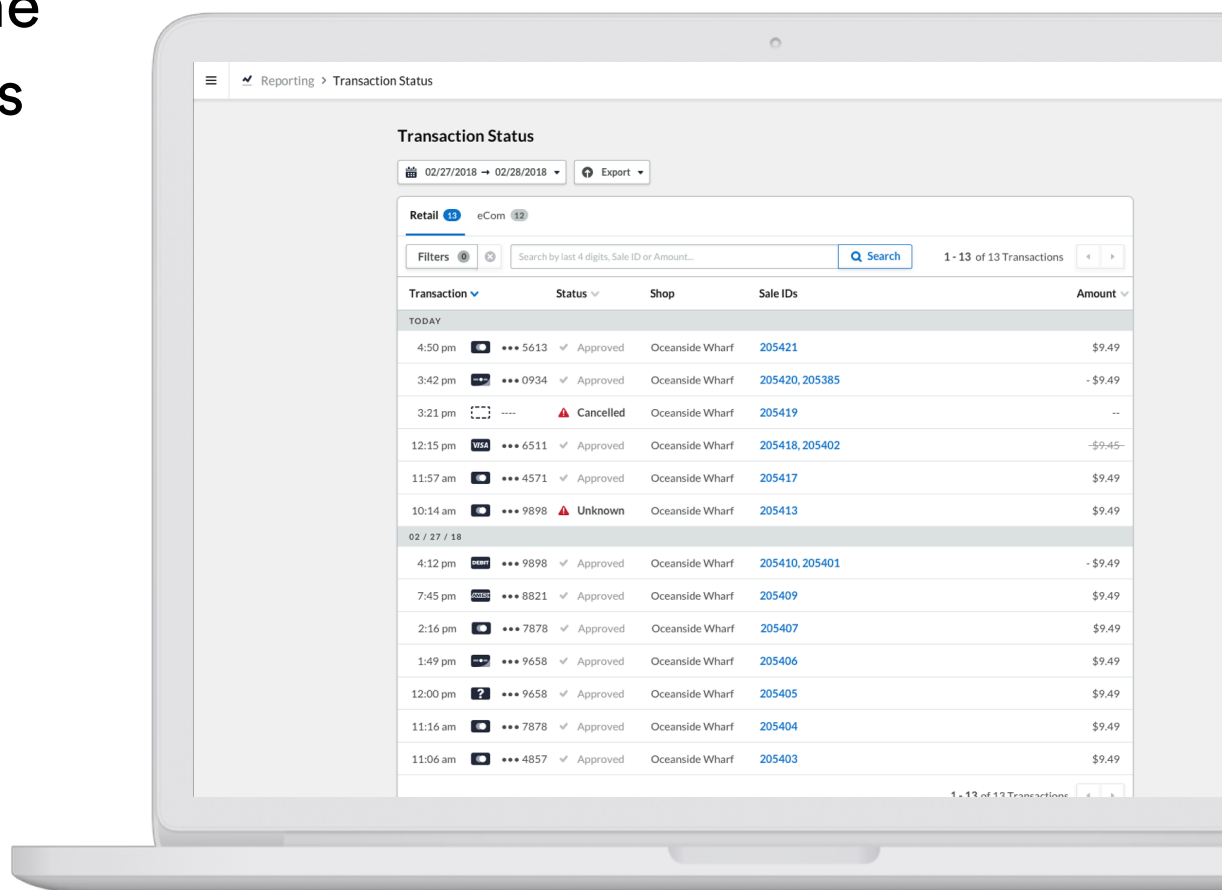 Reporting > Transaction Status
Transaction Status
02/27/2018 → 02/28/2018 Export
Retail 13 eCom 12
Filters 0 Search by last 4 digits, Sale ID or Amount... Search 1 - 13 of 13 Transactions
Transaction Status Shop Sale IDs Amount
TODAY
4:50 pm ••• 5613 Approved Oceanside Wharf 205421 $9.49
3:42 pm ••• 0934 Approved Oceanside Wharf 205420, 205385 - $9.49
3:21 pm ---- Cancelled Oceanside Wharf 205419 --
12:15 pm VISA ••• 6511 Approved Oceanside Wharf 205418, 205402 -$9.45-
11:57 am ••• 4571 Approved Oceanside Wharf 205417 $9.49
10:14 am ••• 9898 Unknown Oceanside Wharf 205413 $9.49
02 / 27 / 18
4:12 pm DEBIT ••• 9898 Approved Oceanside Wharf 205410, 205401 - $9.49
7:45 pm AMEX ••• 8821 Approved Oceanside Wharf 205409 $9.49
2:16 pm ••• 7878 Approved Oceanside Wharf 205407 $9.49
1:49 pm ••• 9658 Approved Oceanside Wharf 205406 $9.49
12:00 pm ? ••• 9658 Approved Oceanside Wharf 205405 $9.49
11:16 am ••• 7878 Approved Oceanside Wharf 205404 $9.49
11:06 am ••• 4857 Approved Oceanside Wharf 205403 $9.49
1 - 13 of 13 Transactions